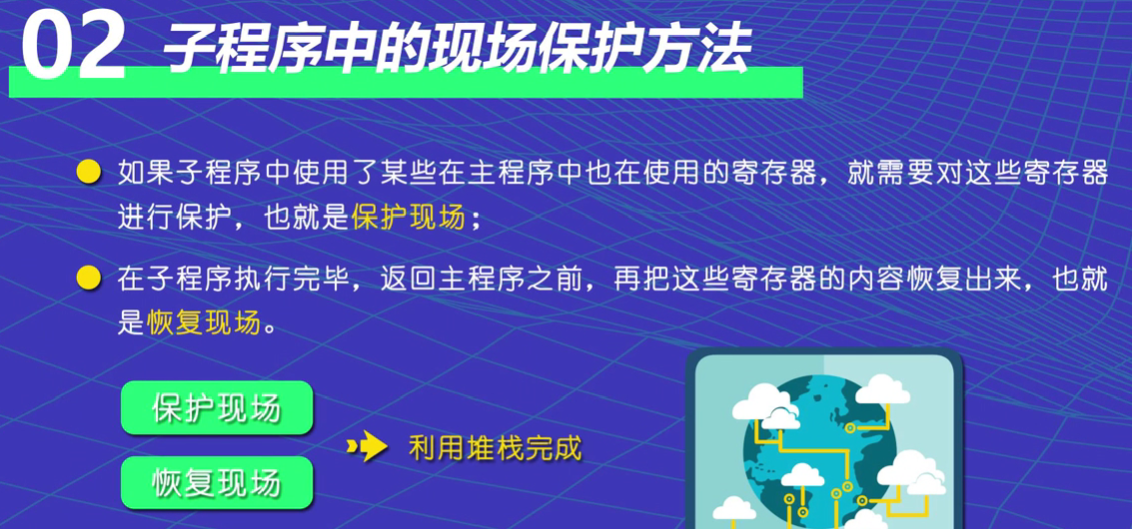 02 子程序中的现场保护方法
如果子程序中使用了某些在主程序中也在使用的寄存器，就需要对这些寄存器
进行保护，也就是保护现场；
在子程序执行完毕，返回主程序之前，再把这些寄存器的内容恢复出来，也就
是恢复现场。
保护现场
利用堆栈完成
恢复现场